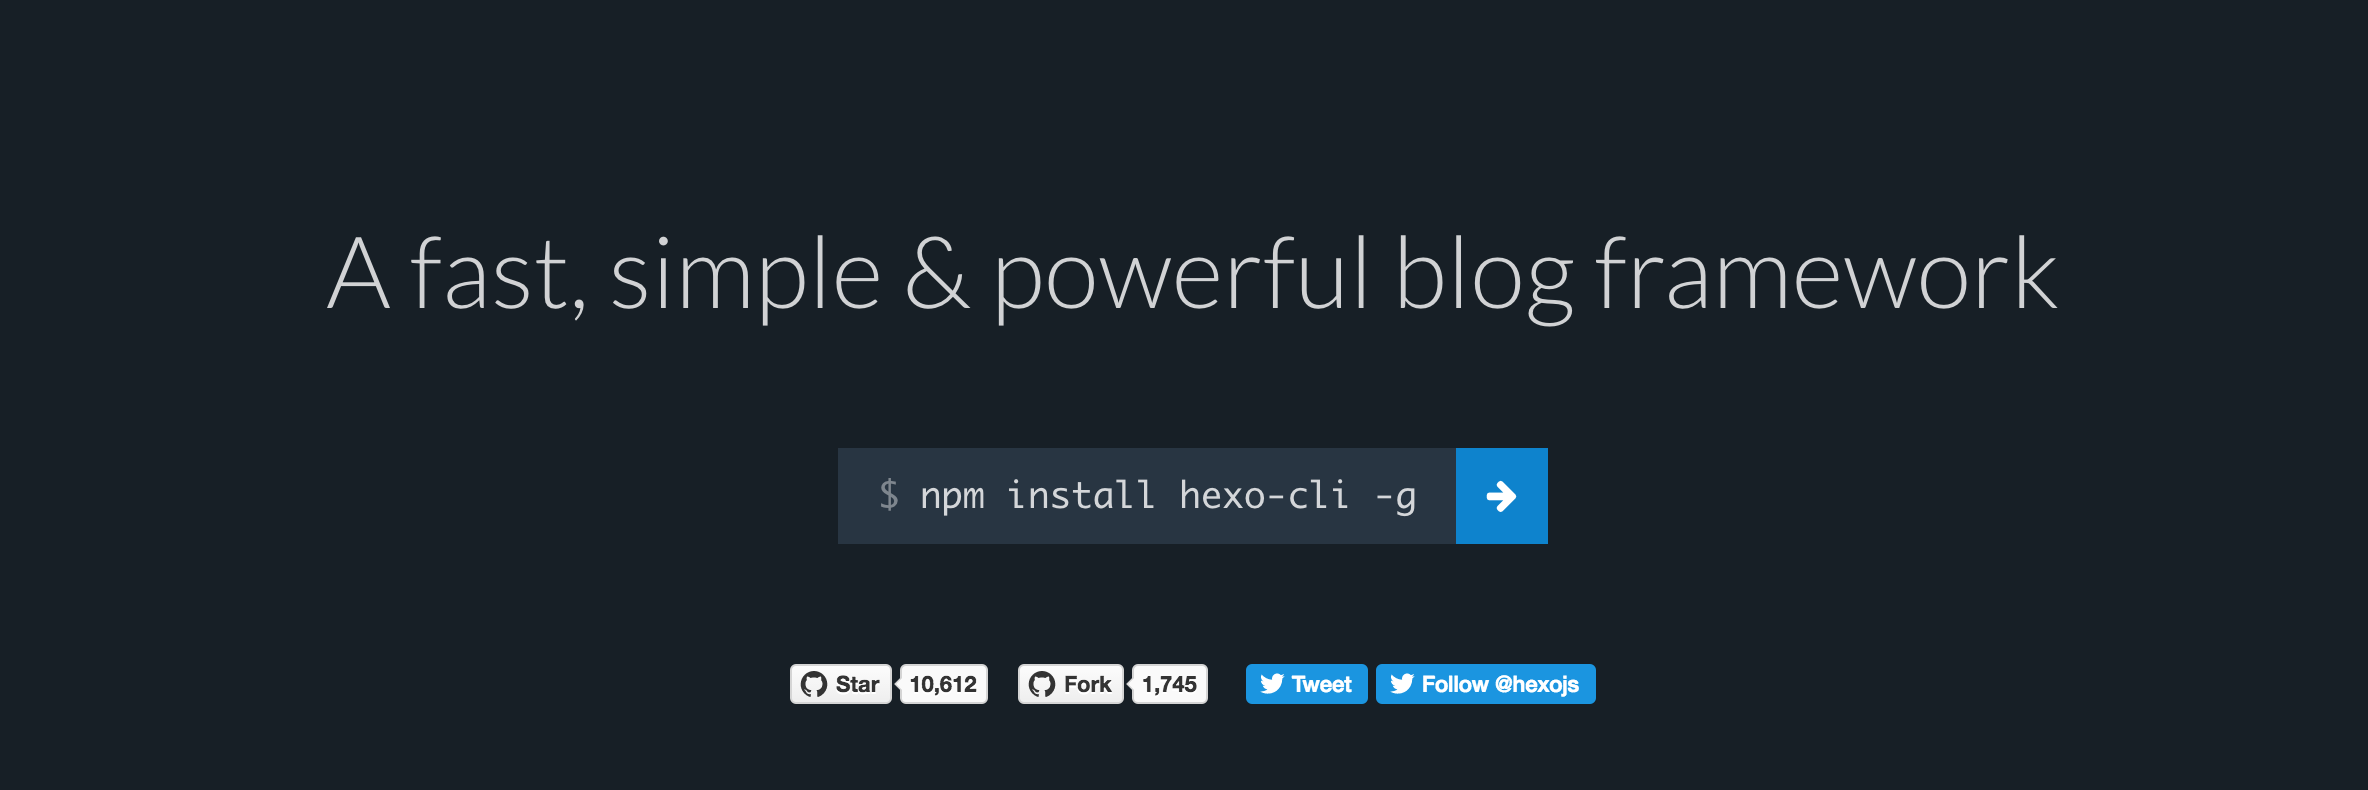 A fast, simple & powerful blog framework
$ npm install hexo-cli -g
Star 10,612 Fork 1,745 Tweet Follow @hexojs